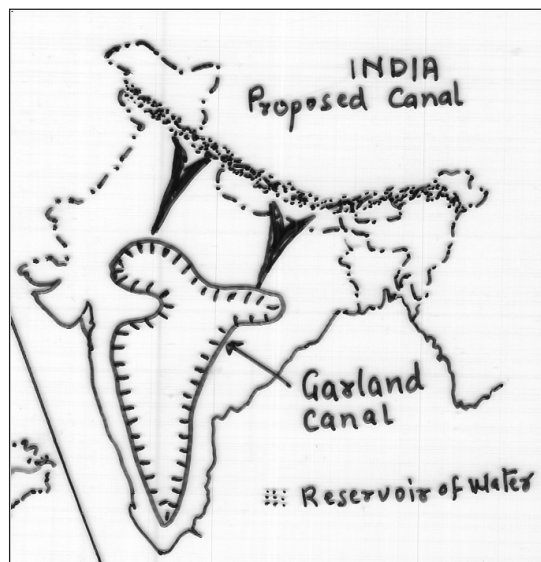 INDIA
Proposed Canal
Garland
Canal
Reservoir of Water